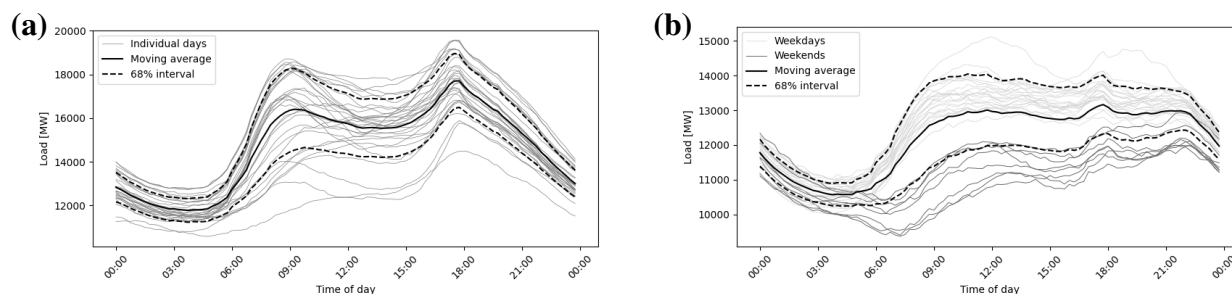 (a)
20000
18000
16000
14000
12000
Load [MW]
Individual days
Moving average
68% interval
00:00
03:00
06:00
09:00
12:00
15:00
18:00
21:00
00:00
Time of day
(b)
15000
14000
13000
12000
11000
10000
Load [MW]
Weekdays
Weekends
Moving average
68% interval
00:00
03:00
06:00
09:00
12:00
15:00
18:00
21:00
00:00
Time of day